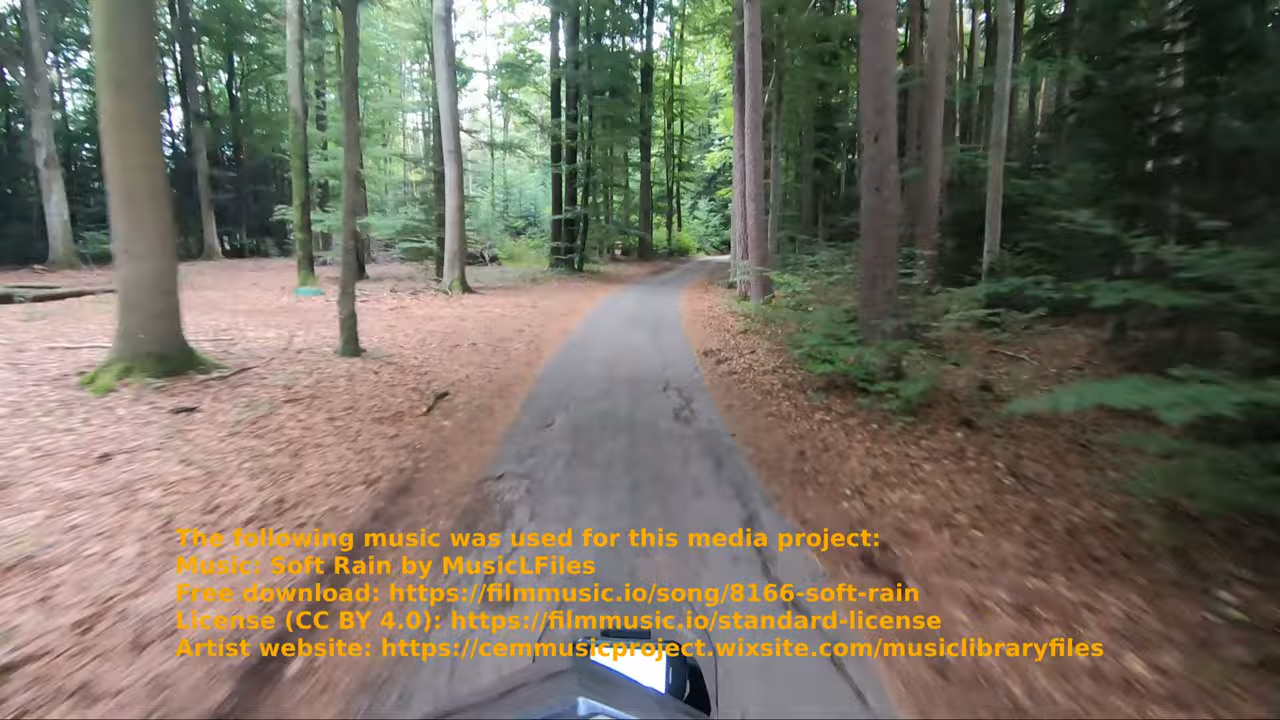 The following music was used for this media project:
Music: Soft Rain by MusicLFiles
Free download: https://filmmusic.io/song/8166-soft-rain
License (CC BY 4.0): https://filmmusic.io/standard-license
Artist website: https://cemmusicproject.wixsite.com/musiclibraryfiles